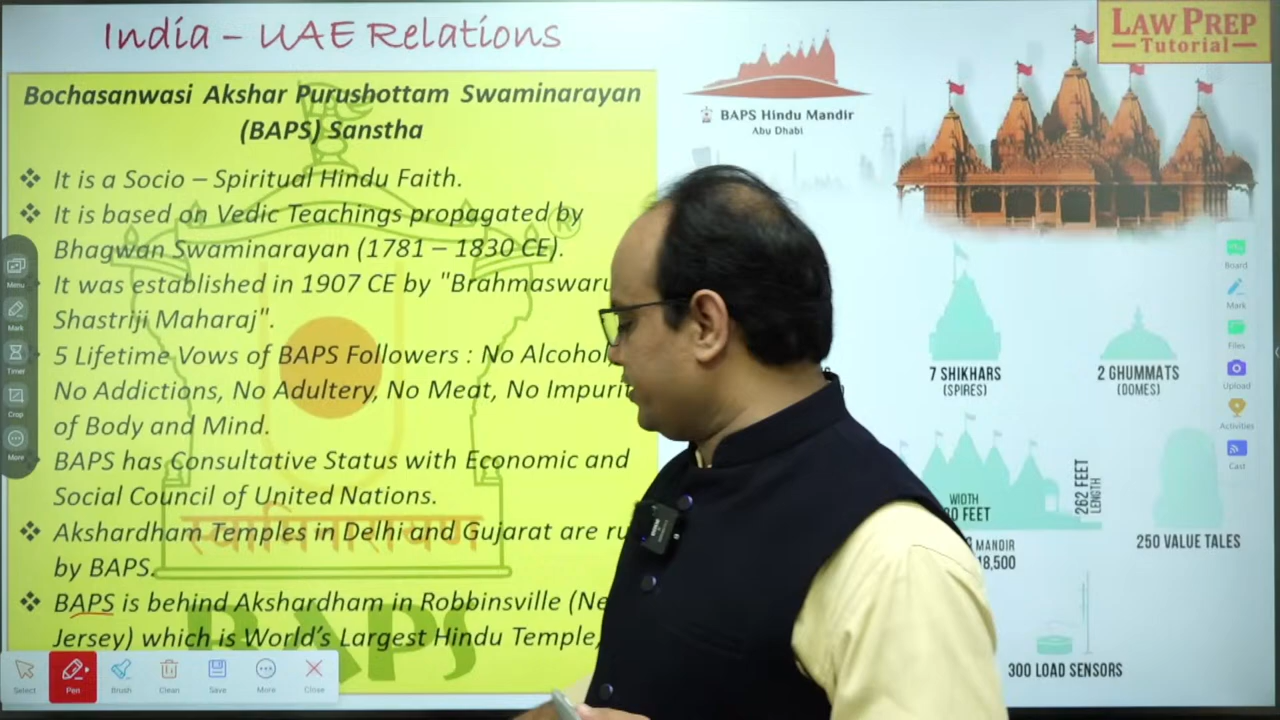 India – UAE Relations
Bochasanwasi Akshar Purushottam Swaminarayan
(BAPS) Sanstha
❖ It is a Socio – Spiritual Hindu Faith.
❖ It is based on Vedic Teachings propagated by
Bhagwan Swaminarayan (1781 – 1830 CE).
It was established in 1907 CE by "Brahmaswaru
Shastriji Maharaj".
5 Lifetime Vows of BAPS Followers : No Alcohol,
No Addictions, No Adultery, No Meat, No Impurit
of Body and Mind.
BAPS has Consultative Status with Economic and
Social Council of United Nations.
❖ Akshardham Temples in Delhi and Gujarat are ru
by BAPS.
❖ BAPS is behind Akshardham in Robbinsville (Ne
Jersey) which is World's Largest Hindu Temple,
स्वामिनारायण
BAPS
®
BAPS Hindu Mandir
Abu Dhabi
LAW PREP
Tutorial
7 SHIKHARS
(SPIRES)
2 GHUMMATS
(DOMES)
WIDTH
80 FEET
262 FEET
LENGTH
MANDIR
18,500
250 VALUE TALES
300 LOAD SENSORS
Menu
Mark
Timer
Crop
More
Board
Mark
Files
Upload
Activities
Cast
Select
Pen
Brush
Clean
Save
More
Close